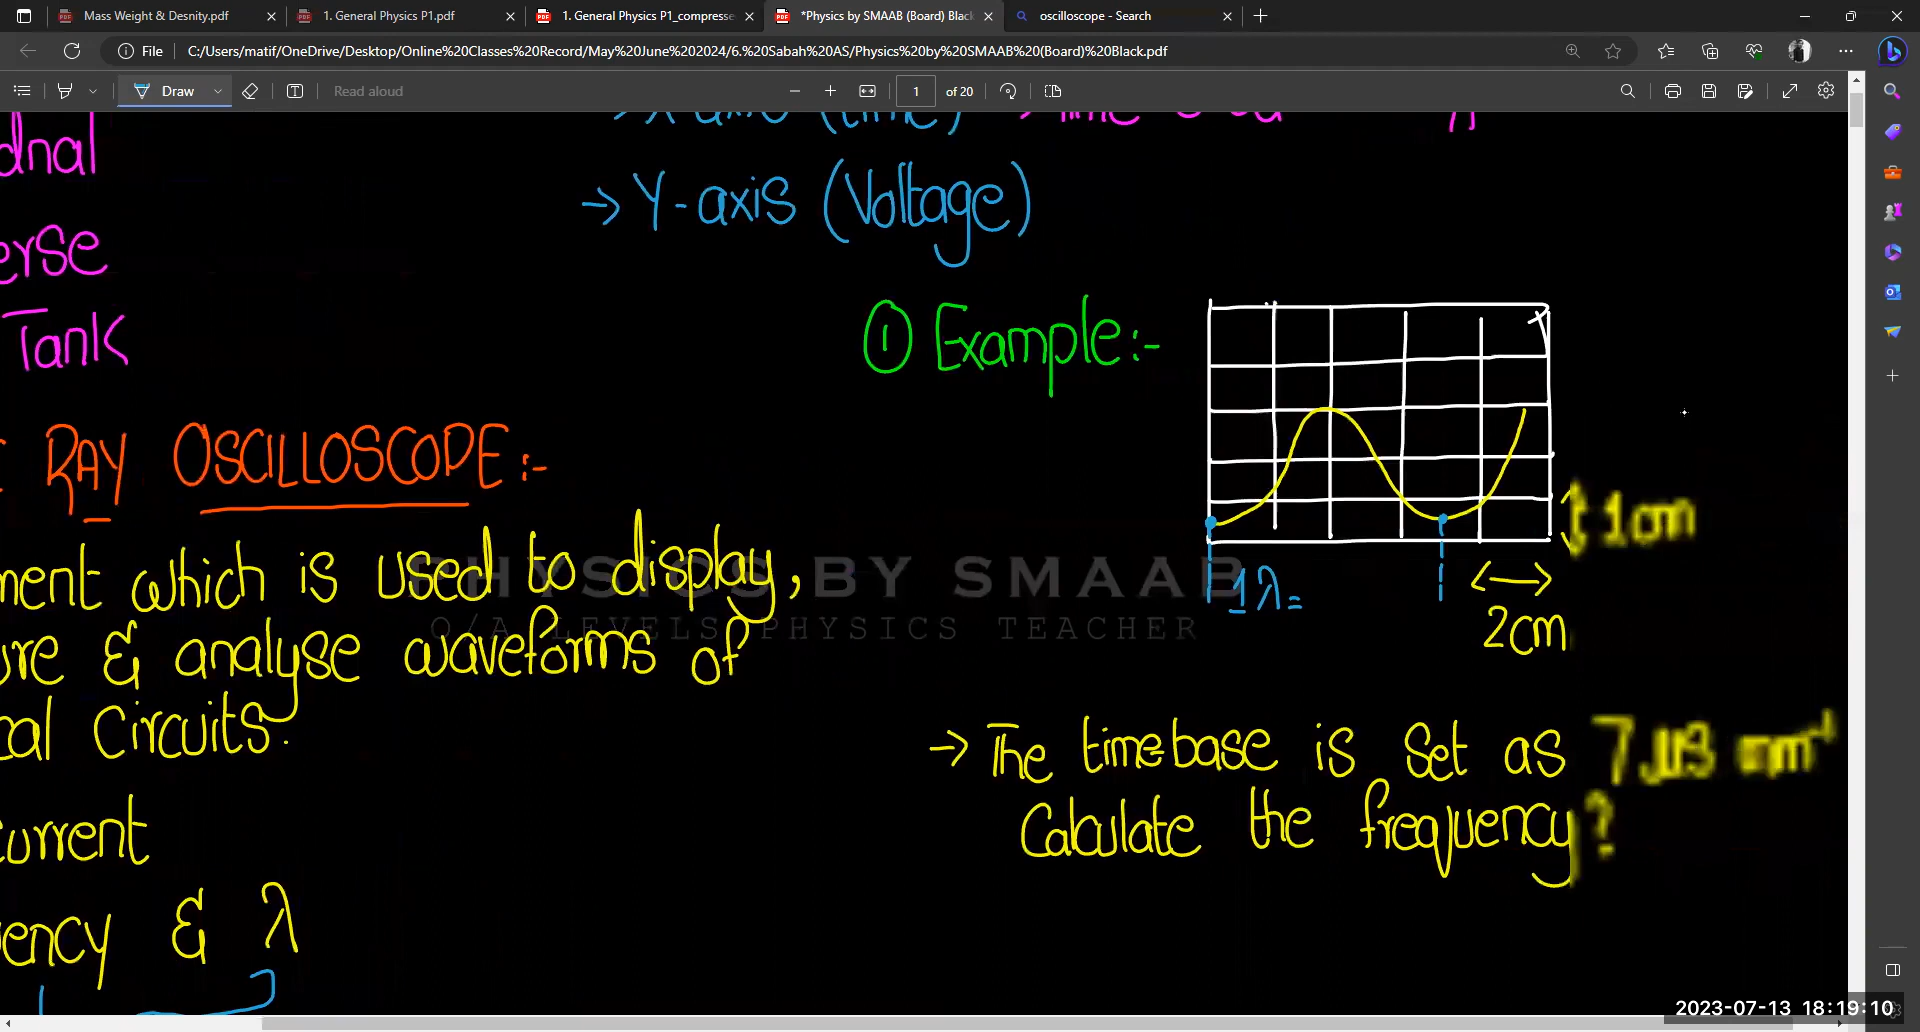 Mass Weight & Desnity.pdf
1. General Physics P1.pdf
1. General Physics P1_compresse
*Physics by SMAAB (Board) Black
oscilloscope - Search
File
C:/Users/matif/OneDrive/Desktop/Online%20Classes%20Record/May%20June%202024/6.%20Sabah%20AS/Physics%20by%20SMAAB%20(Board)%20Black.pdf
Draw
Read aloud
1 of 20
→ X-axis (time)
→ Y-axis (Voltage)
dnal
erse
Tank
① Example:-
RAY OSCILLOSCOPE:-
ment which is used to display,
ure & analyse waveforms of
cal Circuits.
Current
ency & λ
1cm
1λ=
2cm
→ The time-base is set as
Calculate the frequency?
PHYSICS BY SMAAB
O/A LEVELS PHYSICS TEACHER
2023-07-13 18:19:10